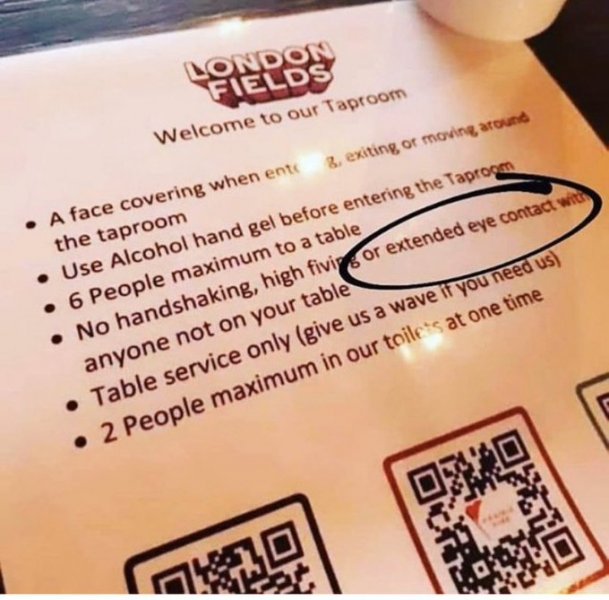 LONDON
FIELDS
Welcome to our Taproom
• A face covering when exiting or moving around
the taproom
• Use Alcohol hand gel before entering the Taproom
• 6 People maximum to a table
• No handshaking, high fiving or extended eye contact with
anyone not on your table
• Table service only (give us a wave if you need us)
• 2 People maximum in our toilets at one time